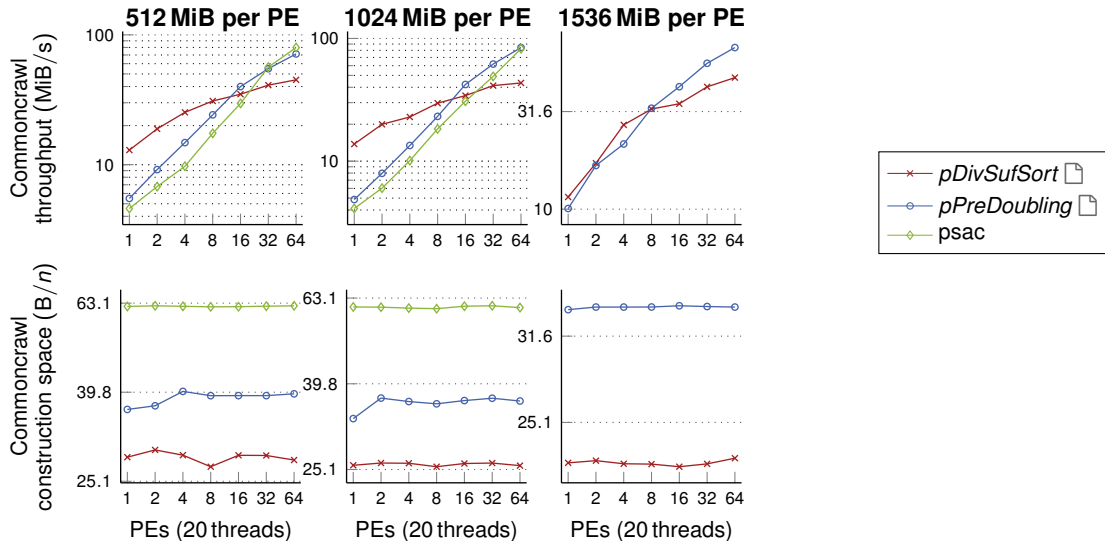 512 MiB per PE
1024 MiB per PE
1536 MiB per PE
Commoncrawl
throughput (MiB/s)
100
10
1 2 4 8 16 32 64
100
10
1 2 4 8 16 32 64
31.6
10
1 2 4 8 16 32 64
pDivSufSort
pPreDoubling
psac
Commoncrawl
construction space (B/n)
63.1
39.8
25.1
1 2 4 8 16 32 64
PEs (20 threads)
63.1
39.8
25.1
1 2 4 8 16 32 64
PEs (20 threads)
31.6
25.1
1 2 4 8 16 32 64
PEs (20 threads)